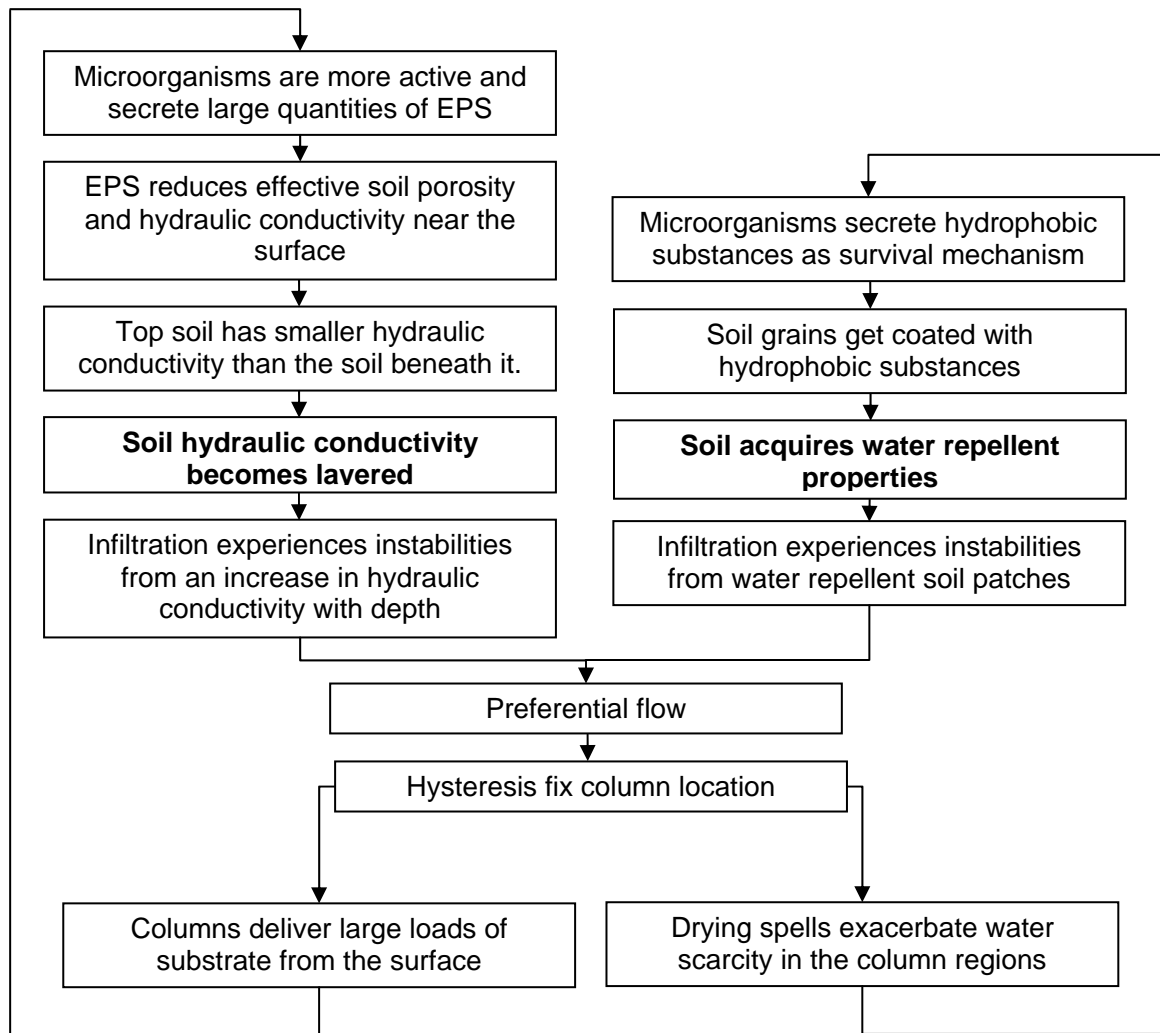 Microorganisms are more active and
secrete large quantities of EPS
EPS reduces effective soil porosity
and hydraulic conductivity near the
surface
Top soil has smaller hydraulic
conductivity than the soil beneath it.
Soil hydraulic conductivity
becomes layered
Infiltration experiences instabilities
from an increase in hydraulic
conductivity with depth
Microorganisms secrete hydrophobic
substances as survival mechanism
Soil grains get coated with
hydrophobic substances
Soil acquires water repellent
properties
Infiltration experiences instabilities
from water repellent soil patches
Preferential flow
Hysteresis fix column location
Columns deliver large loads of
substrate from the surface
Drying spells exacerbate water
scarcity in the column regions